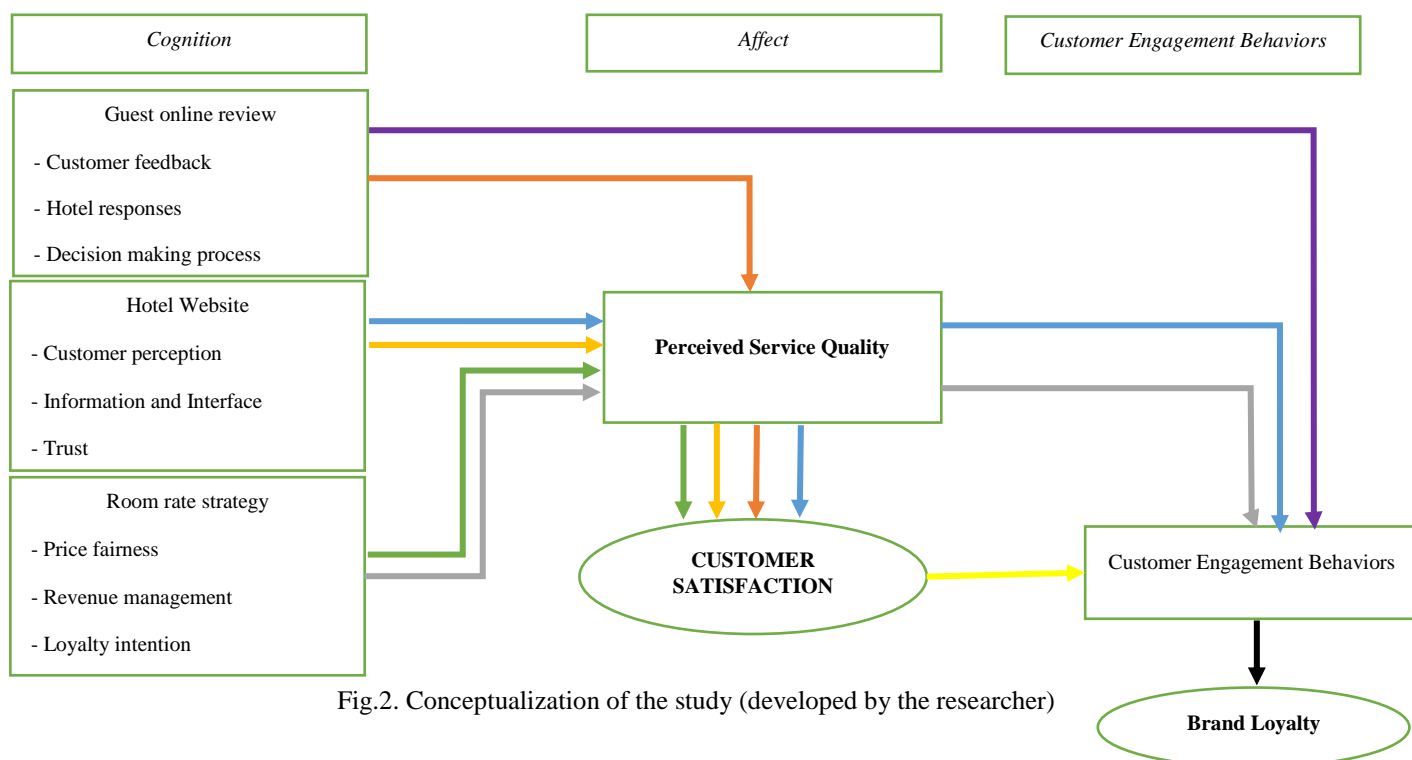 Cognition
Affect
Customer Engagement Behaviors
Guest online review
- Customer feedback
- Hotel responses
- Decision making process
Hotel Website
- Customer perception
- Information and Interface
- Trust
Room rate strategy
- Price fairness
- Revenue management
- Loyalty intention
Perceived Service Quality
CUSTOMER
SATISFACTION
Customer Engagement Behaviors
Brand Loyalty
Fig.2. Conceptualization of the study (developed by the researcher)